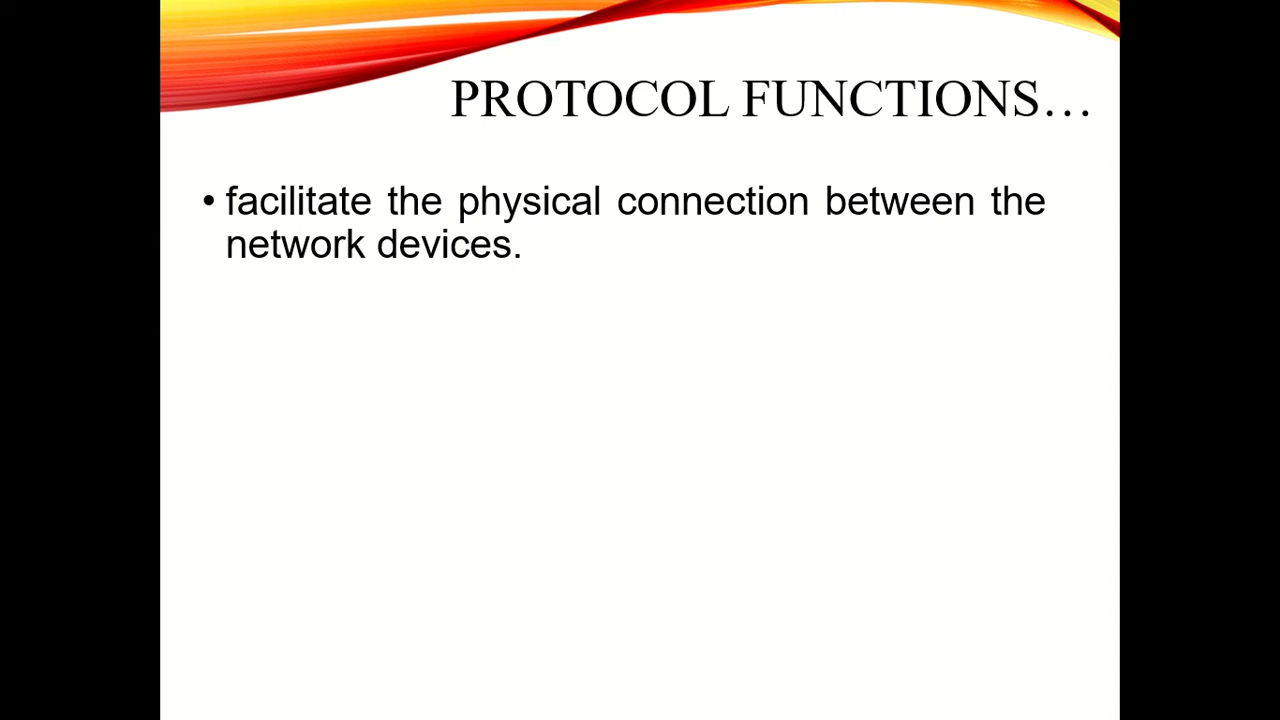 PROTOCOL FUNCTIONS…
• facilitate the physical connection between the
network devices.